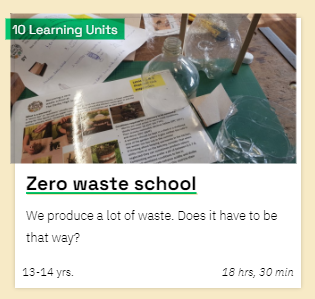 10 Learning Units
Zero waste school
We produce a lot of waste. Does it have to be
that way?
13-14 yrs.
18 hrs, 30 min